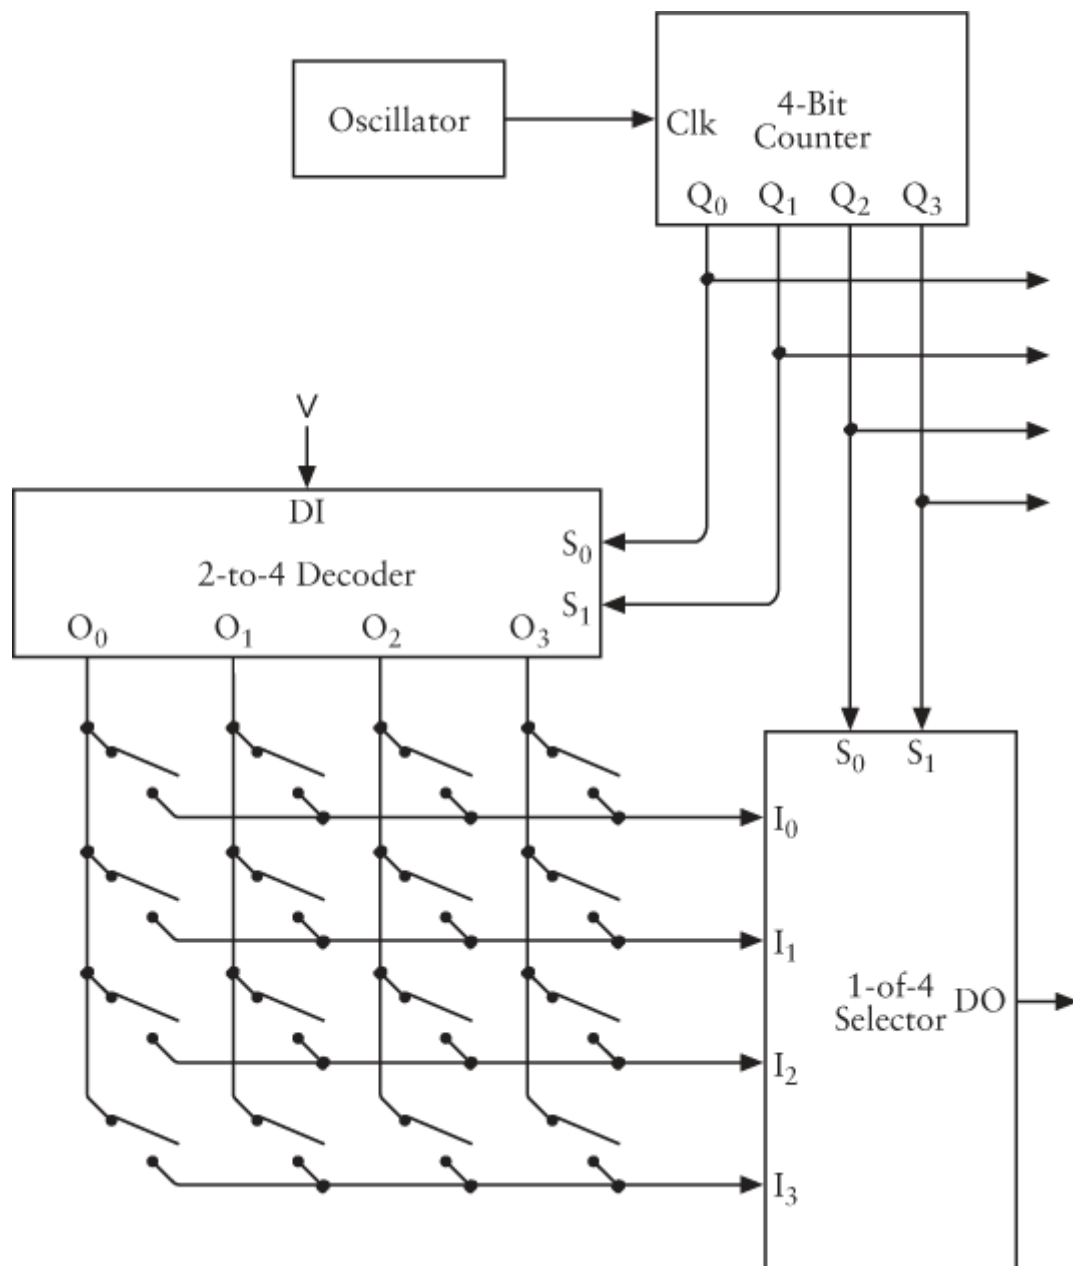 Oscillator
Clk
4-Bit
Counter
Q0 Q1 Q2 Q3
V
DI
S0
2-to-4 Decoder
S1
O0 O1 O2 O3
S0 S1
I0
I1
1-of-4
Selector
DO
I2
I3